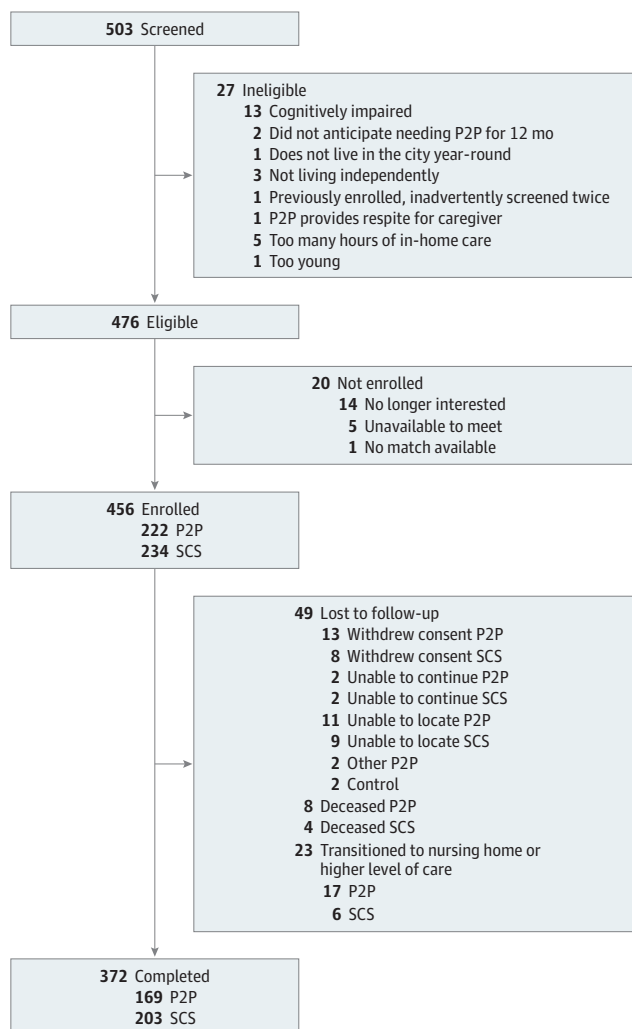 503 Screened
27 Ineligible
13 Cognitively impaired
2 Did not anticipate needing P2P for 12 mo
1 Does not live in the city year-round
3 Not living independently
1 Previously enrolled, inadvertently screened twice
1 P2P provides respite for caregiver
5 Too many hours of in-home care
1 Too young
476 Eligible
20 Not enrolled
14 No longer interested
5 Unavailable to meet
1 No match available
456 Enrolled
222 P2P
234 SCS
49 Lost to follow-up
13 Withdrew consent P2P
8 Withdrew consent SCS
2 Unable to continue P2P
2 Unable to continue SCS
11 Unable to locate P2P
9 Unable to locate SCS
2 Other P2P
2 Control
8 Deceased P2P
4 Deceased SCS
23 Transitioned to nursing home or
higher level of care
17 P2P
6 SCS
372 Completed
169 P2P
203 SCS